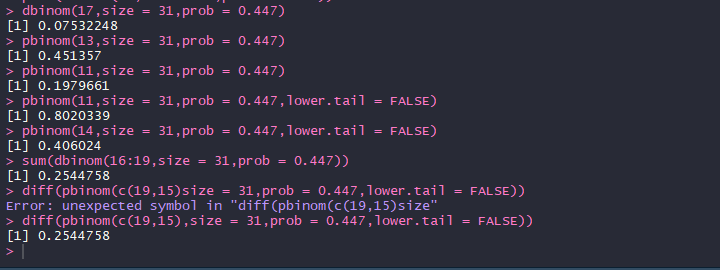 > dbinom(17,size = 31,prob = 0.447)
[1] 0.07532248
> pbinom(13,size = 31,prob = 0.447)
[1] 0.451357
> pbinom(11,size = 31,prob = 0.447)
[1] 0.1979661
> pbinom(11,size = 31,prob = 0.447,lower.tail = FALSE)
[1] 0.8020339
> pbinom(14,size = 31,prob = 0.447,lower.tail = FALSE)
[1] 0.406024
> sum(dbinom(16:19,size = 31,prob = 0.447))
[1] 0.2544758
> diff(pbinom(c(19,15)size = 31,prob = 0.447,lower.tail = FALSE))
Error: unexpected symbol in "diff(pbinom(c(19,15)size"
> diff(pbinom(c(19,15),size = 31,prob = 0.447,lower.tail = FALSE))
[1] 0.2544758
>